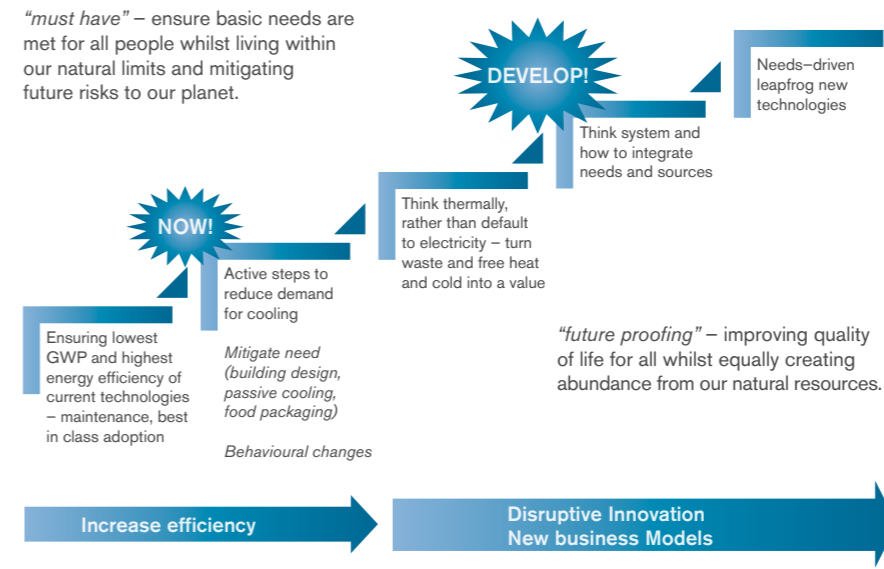 “must have” – ensure basic needs are
met for all people whilst living within
our natural limits and mitigating
future risks to our planet.
NOW!
DEVELOP!
Ensuring lowest
GWP and highest
energy efficiency of
current technologies
– maintenance, best
in class adoption
Active steps to
reduce demand
for cooling
Mitigate need
(building design,
passive cooling,
food packaging)
Behavioural changes
Think thermally,
rather than default
to electricity – turn
waste and free heat
and cold into a value
Think system and
how to integrate
needs and sources
Needs–driven
leapfrog new
technologies
“future proofing” – improving quality
of life for all whilst equally creating
abundance from our natural resources.
Increase efficiency
Disruptive Innovation
New business Models